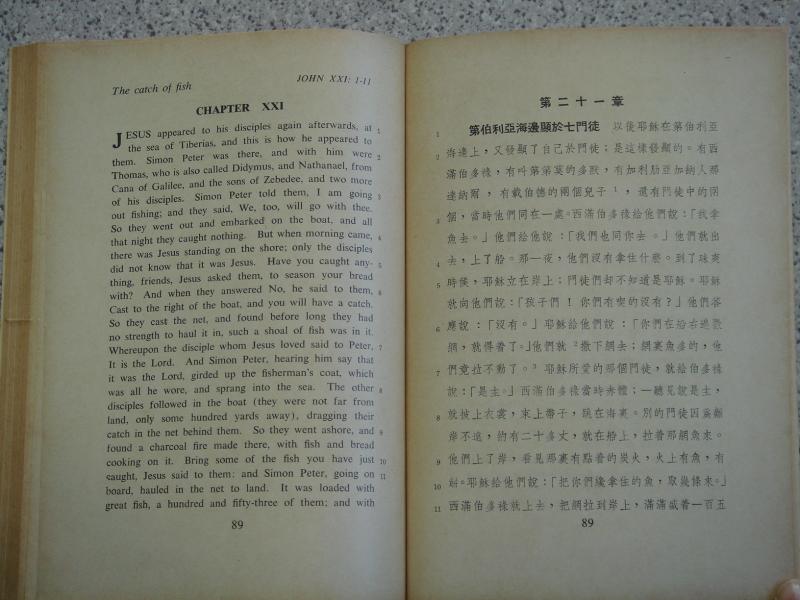 The catch of fish
JOHN XXI: 1-11
CHAPTER XXI
JESUS appeared to his disciples again afterwards, at 1
the sea of Tiberias, and this is how he appeared to
them. Simon Peter was there, and with him were 2
Thomas, who is also called Didymus, and Nathanael, from
Cana of Galilee, and the sons of Zebedee, and two more
of his disciples. Simon Peter told them, I am going 3
out fishing; and they said, We, too, will go with thee.
So they went out and embarked on the boat, and all
that night they caught nothing. But when morning came, 4
there was Jesus standing on the shore; only the disciples
did not know that it was Jesus. Have you caught any- 5
thing, friends, Jesus asked them, to season your bread
with? And when they answered No, he said to them, 6
Cast to the right of the boat, and you will have a catch.
So they cast the net, and found before long they had
no strength to haul it in, such a shoal of fish was in it.
Whereupon the disciple whom Jesus loved said to Peter, 7
It is the Lord. And Simon Peter, hearing him say that
it was the Lord, girded up the fisherman's coat, which
was all he wore, and sprang into the sea. The other 8
disciples followed in the boat (they were not far from
land, only some hundred yards away), dragging their
catch in the net behind them. So they went ashore, and 9
found a charcoal fire made there, with fish and bread
cooking on it. Bring some of the fish you have just 10
caught, Jesus said to them: and Simon Peter, going on 11
board, hauled in the net to land. It was loaded with
great fish, a hundred and fifty-three of them; and with
89
第二十一章
1 第伯利亞海邊顯於七門徒 以後耶穌在第伯利亞
2 海邊上，又發顯了自己於門徒；是這樣發顯的。有西
滿伯多祿，有叫第弟莫的多默，有加利肋亞加納人那
達納爾，有載伯德的兩個兒子¹，還有門徒中的兩
3 個，當時他們同在一處。西滿伯多祿給他們說：「我拿
魚去。」他們給他說：「我們也同你去。」他們就出
4 去，上了船。那一夜，他們沒有拿住什麼。到了味爽
5 時候，耶穌立在岸上；門徒們却不知道是耶穌。耶穌
就向他們說：「孩子們！你們有喫的沒有？」他們答
6 應說：「沒有。」耶穌給他們說：「你們在船右邊撒
網，就得着了。」他們就²撒下網去；網裏魚多的，他
7 們竟拉不動了。³耶穌所愛的那個門徒，就給伯多祿
說：「是主。」西滿伯多祿當時赤體；一聽見說是主，
8 就披上衣裳，束上帶子，跳在海裏。別的門徒因爲離
岸不遠，約有二十多丈，就在船上，拉着那網魚來。
9 他們上了岸，看見那裏有點着的炭火，火上有魚，有
10 餅。耶穌給他們說：「把你們纔拿住的魚，取幾條來。」
11 西滿伯多祿就上去，把網拉到岸上，滿滿盛着一百五
89